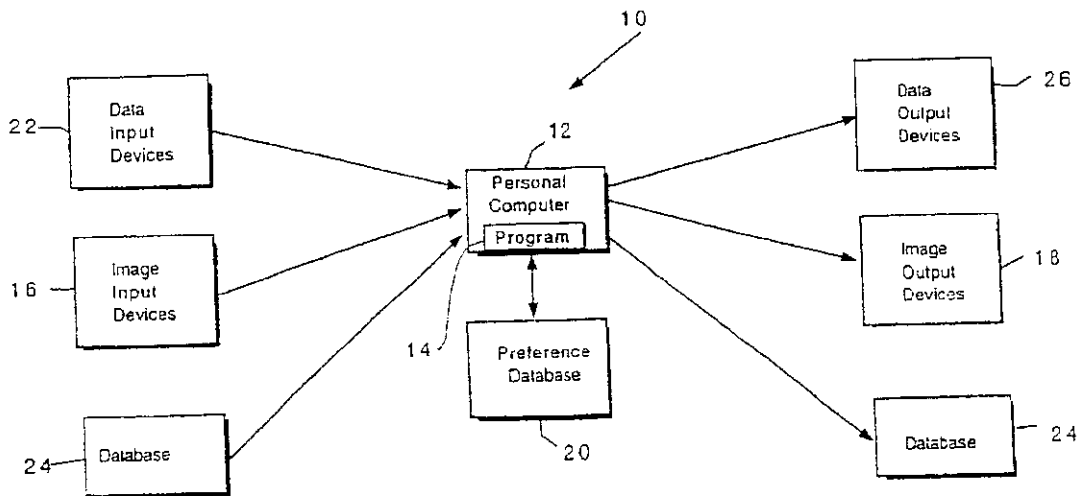 10
22
Data
Input
Devices
12
Personal
Computer
Program
Data
Output
Devices
26
16
Image
Input
Devices
14
Preference
Database
20
Image
Output
Devices
18
24
Database
Database
24